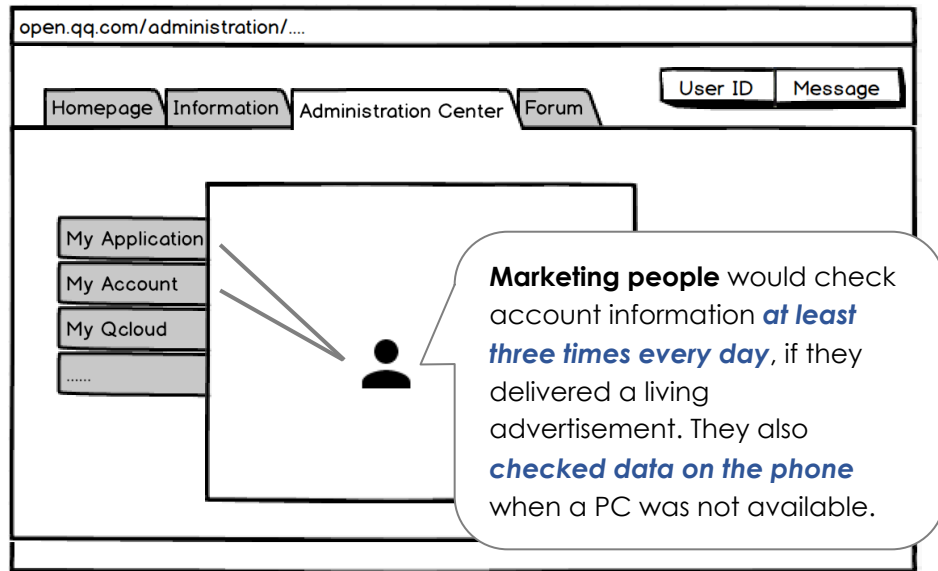 open.qq.com/administration/....
User ID Message
Homepage Information Administration Center Forum
My Application
My Account
My Qcloud
......
Marketing people would check
account information at least
three times every day, if they
delivered a living
advertisement. They also
checked data on the phone
when a PC was not available.